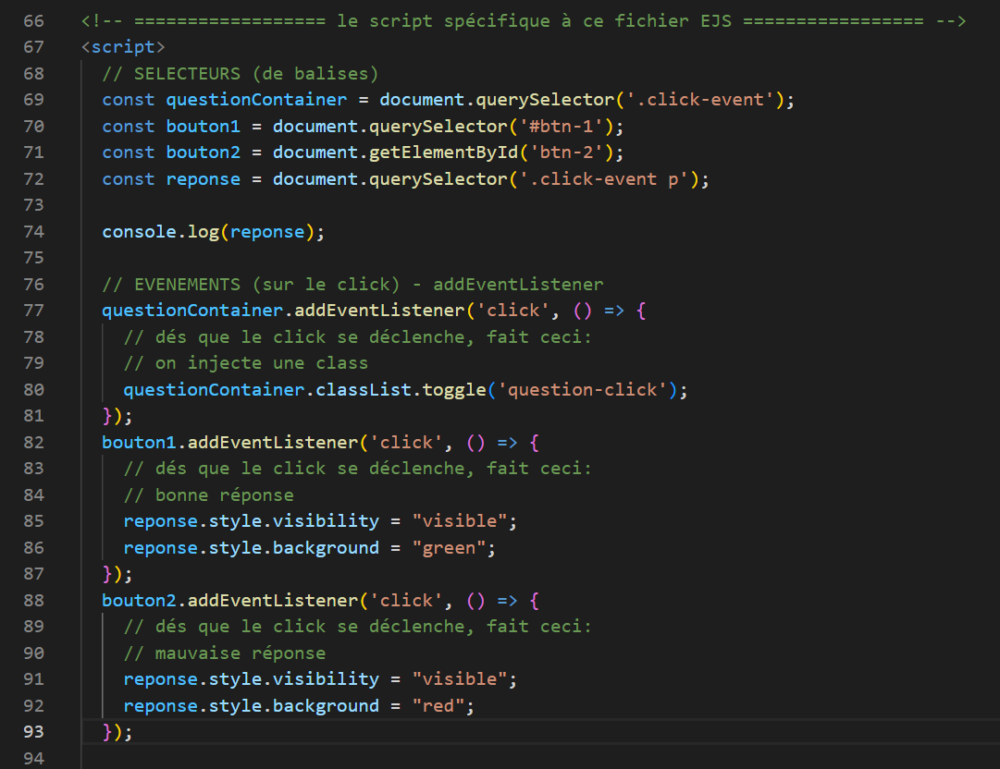 66 <!-- ================== le script spécifique à ce fichier EJS ================= -->
67 <script>
68 // SELECTEURS (de balises)
69 const questionContainer = document.querySelector('.click-event');
70 const bouton1 = document.querySelector('#btn-1');
71 const bouton2 = document.getElementById('btn-2');
72 const reponse = document.querySelector('.click-event p');
73
74 console.log(reponse);
75
76 // EVENEMENTS (sur le click) - addEventListener
77 questionContainer.addEventListener('click', () => {
78 // dés que le click se déclenche, fait ceci:
79 // on injecte une class
80 questionContainer.classList.toggle('question-click');
81 });
82 bouton1.addEventListener('click', () => {
83 // dés que le click se déclenche, fait ceci:
84 // bonne réponse
85 reponse.style.visibility = "visible";
86 reponse.style.background = "green";
87 });
88 bouton2.addEventListener('click', () => {
89 // dés que le click se déclenche, fait ceci:
90 // mauvaise réponse
91 reponse.style.visibility = "visible";
92 reponse.style.background = "red";
93 });
94